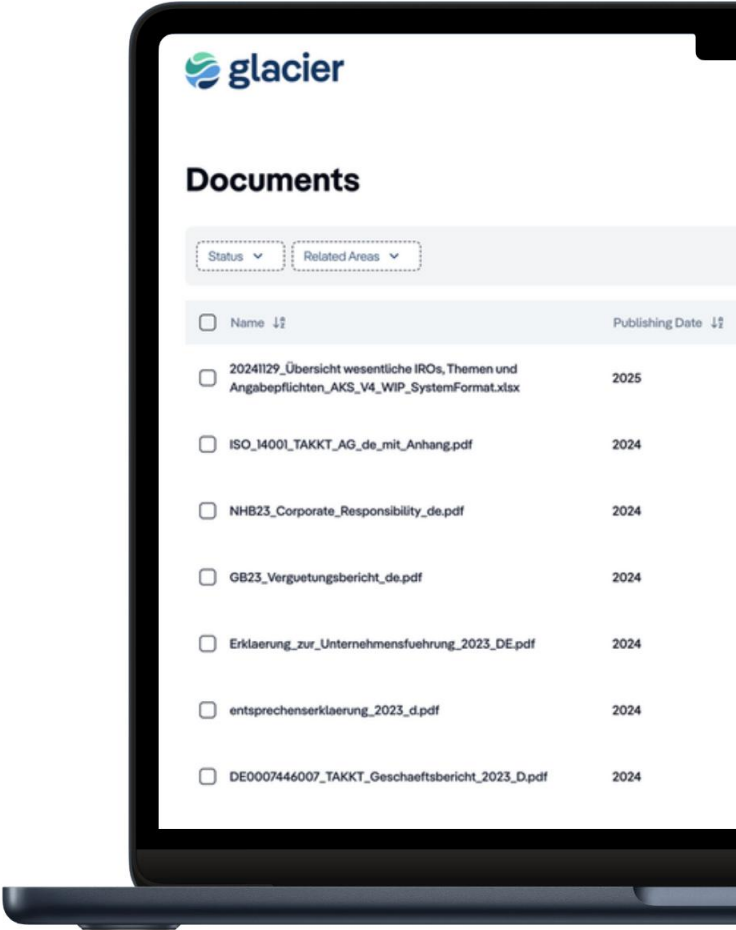 glacier
Documents
Status
Related Areas
Name
Publishing Date
20241129_Übersicht wesentliche IROs, Themen und
Angabepflichten_AKS_V4_WIP_SystemFormat.xlsx
2025
ISO_14001_TAKKT_AG_de_mit_Anhang.pdf
2024
NHB23_Corporate_Responsibility_de.pdf
2024
GB23_Verguetungsbericht_de.pdf
2024
Erklaerung_zur_Unternehmensfuehrung_2023_DE.pdf
2024
entsprechenserklaerung_2023_d.pdf
2024
DE0007446007_TAKKT_Geschaeftsbericht_2023_D.pdf
2024